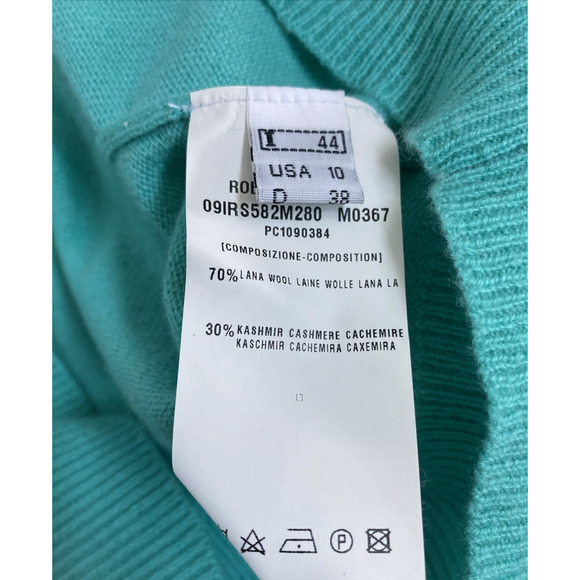 I 44
USA 10
D 38
09IRS582M280 M0367
PC1090384
[COMPOSIZIONE-COMPOSITION]
70% LANA WOOL LAINE WOLLE LANA LA
30% KASHMIR CASHMERE CACHEMIRE
KASCHMIR CACHEMIRA CAXEMIRA
P